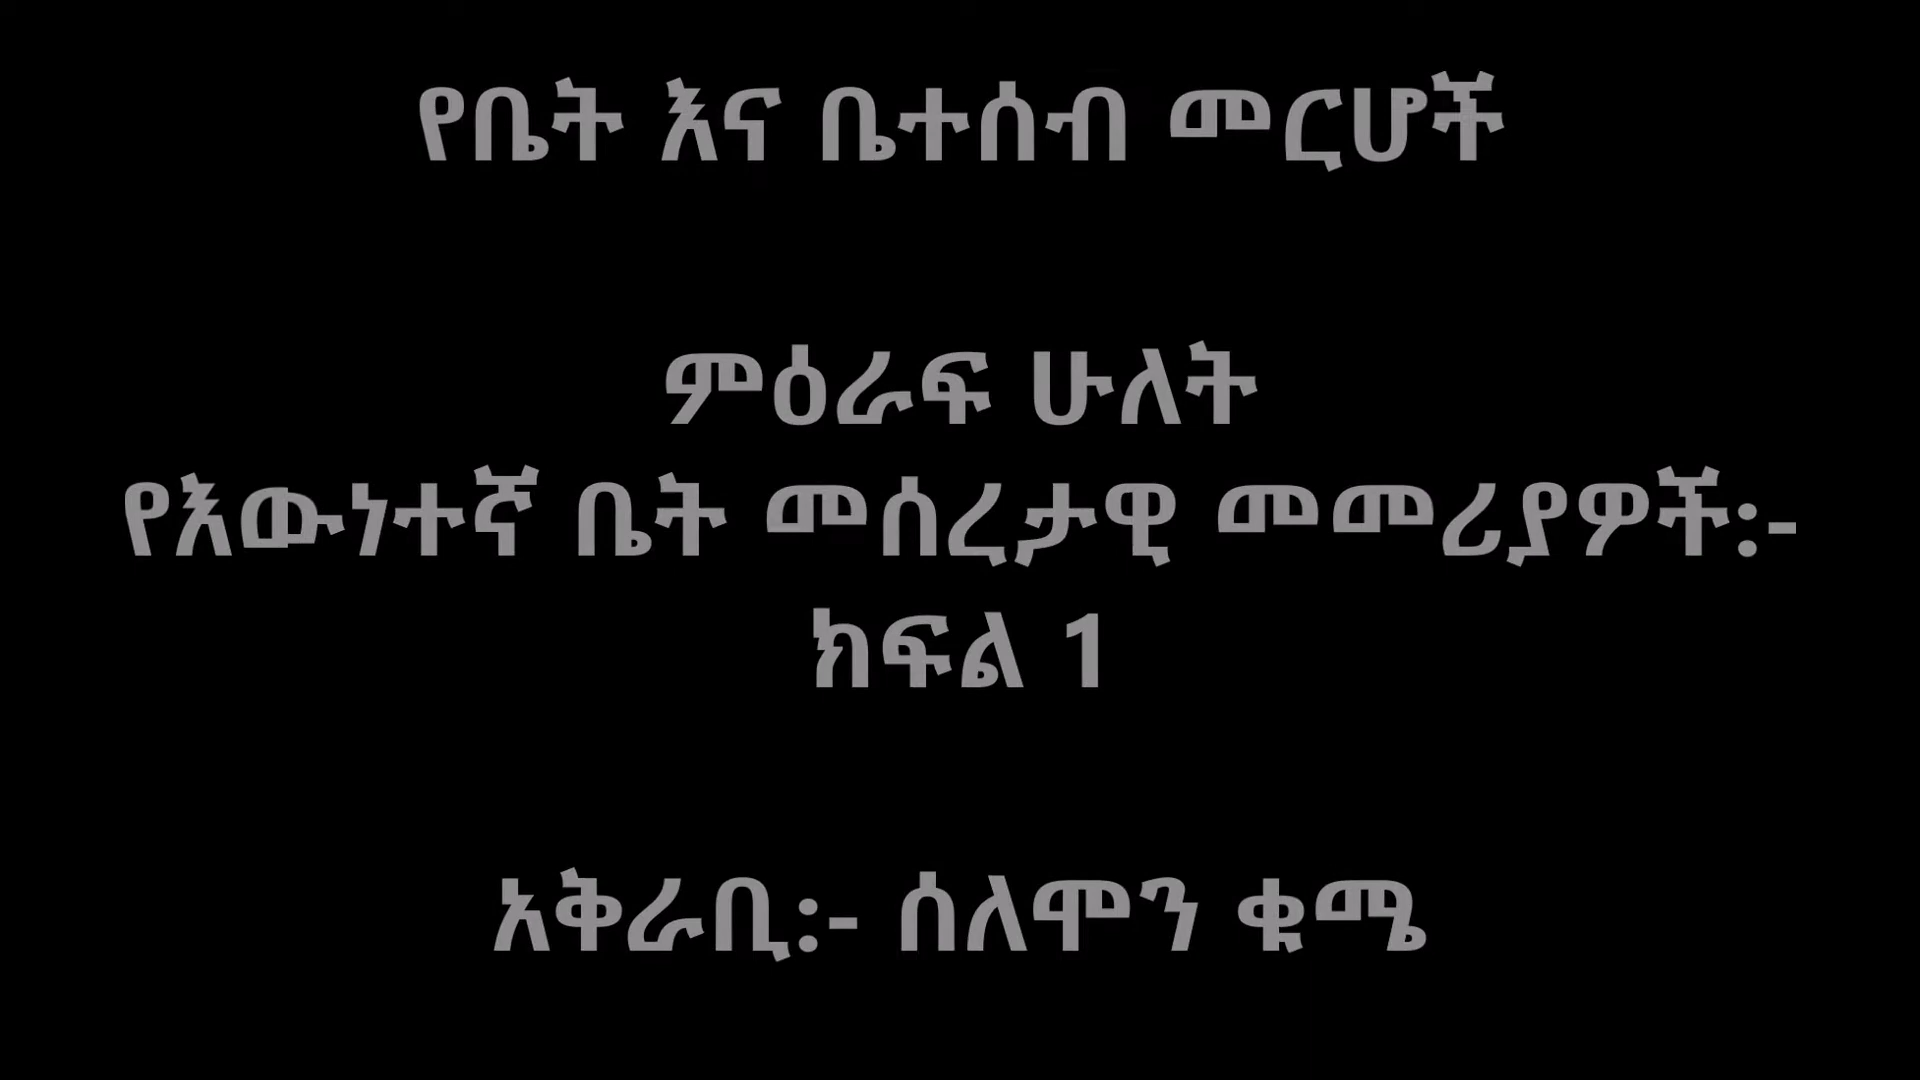 የቤት እና ቤተሰብ መርሆች
ምዕራፍ ሁለት
የእውነተኛ ቤት መሰረታዊ መመሪያዎች:-
ክፍል 1
አቅራቢ:- ሰለሞን ቁሜ